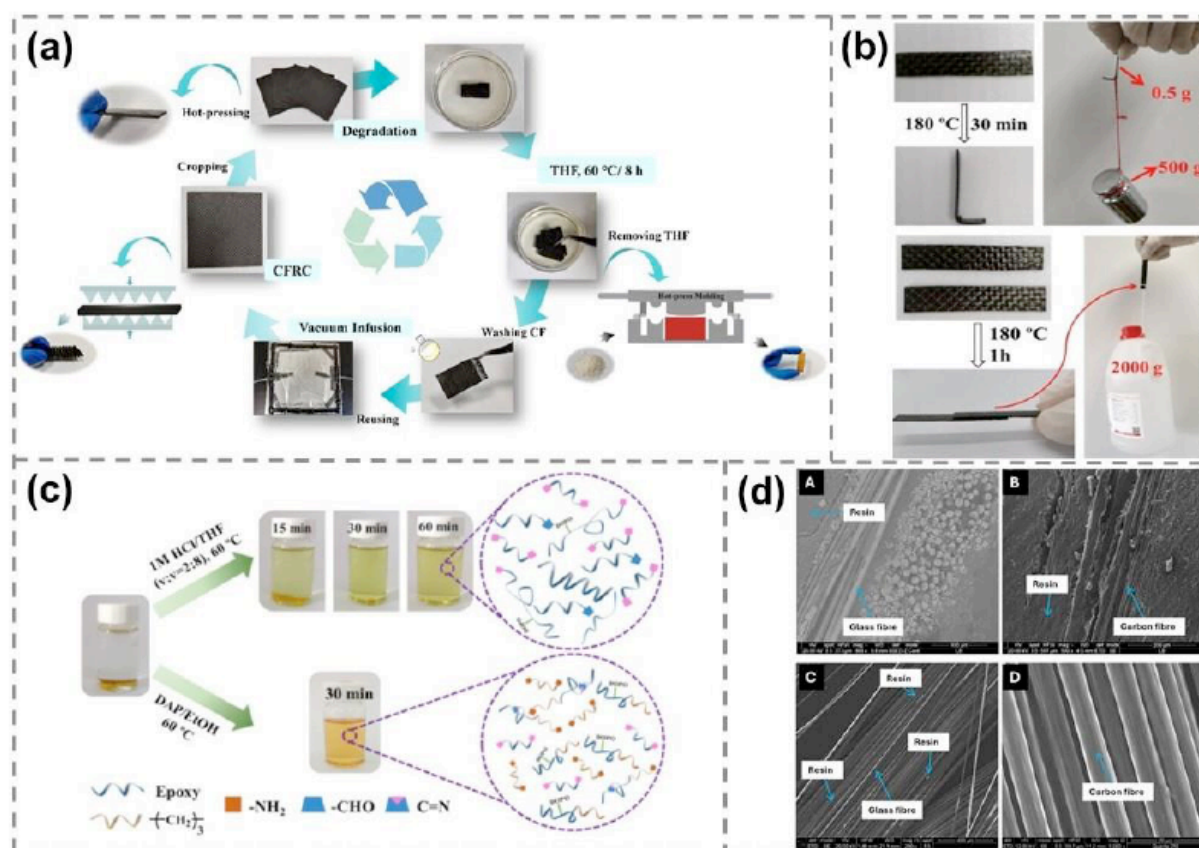 (a)
Hot-pressing
Degradation
Cropping
THF, 60 °C/ 8 h
CFRC
Removing THF
Hot-press Molding
Vacuum Infusion
Washing CF
Reusing
(b)
0.5 g
180 °C
30 min
500 g
180 °C
1h
2000 g
(c)
1M HCl/THF
(v:v=2:8), 60 °C
15 min
30 min
60 min
DAP/EtOH
60 °C
30 min
Epoxy
-NH2
-CHO
C=N
(CH2)3
(d)
A
Resin
Glass fibre
B
Resin
Carbon fibre
C
Resin
Resin
Resin
Glass fibre
D
Carbon fibre